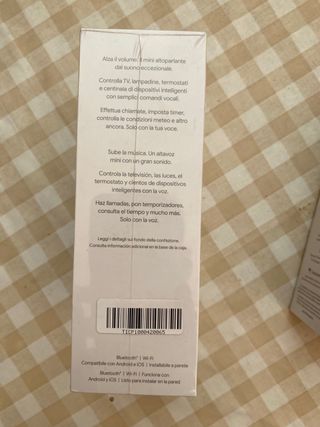 Alza il volume. Il mini altoparlante
dal suono eccezionale.
Controlla TV, lampadine, termostati
e centinaia di dispositivi intelligenti
con semplici comandi vocali.
Effettua chiamate, imposta timer,
controlla le condizioni meteo e altro
ancora. Solo con la tua voce.
Sube la música. Un altavoz
mini con un gran sonido.
Controla la televisión, las luces, el
termostato y cientos de dispositivos
inteligentes con la voz.
Haz llamadas, pon temporizadores,
consulta el tiempo y mucho más.
Solo con la voz.
Leggi i dettagli sul fondo della confezione.
Consulta información adicional en la base de la caja.
TICP1000420065
Bluetooth® | Wi-Fi
Compatibile con Android e iOS | Installabile a parete
Bluetooth® | Wi-Fi | Funciona con
Android y iOS | Listo para instalar en la pared